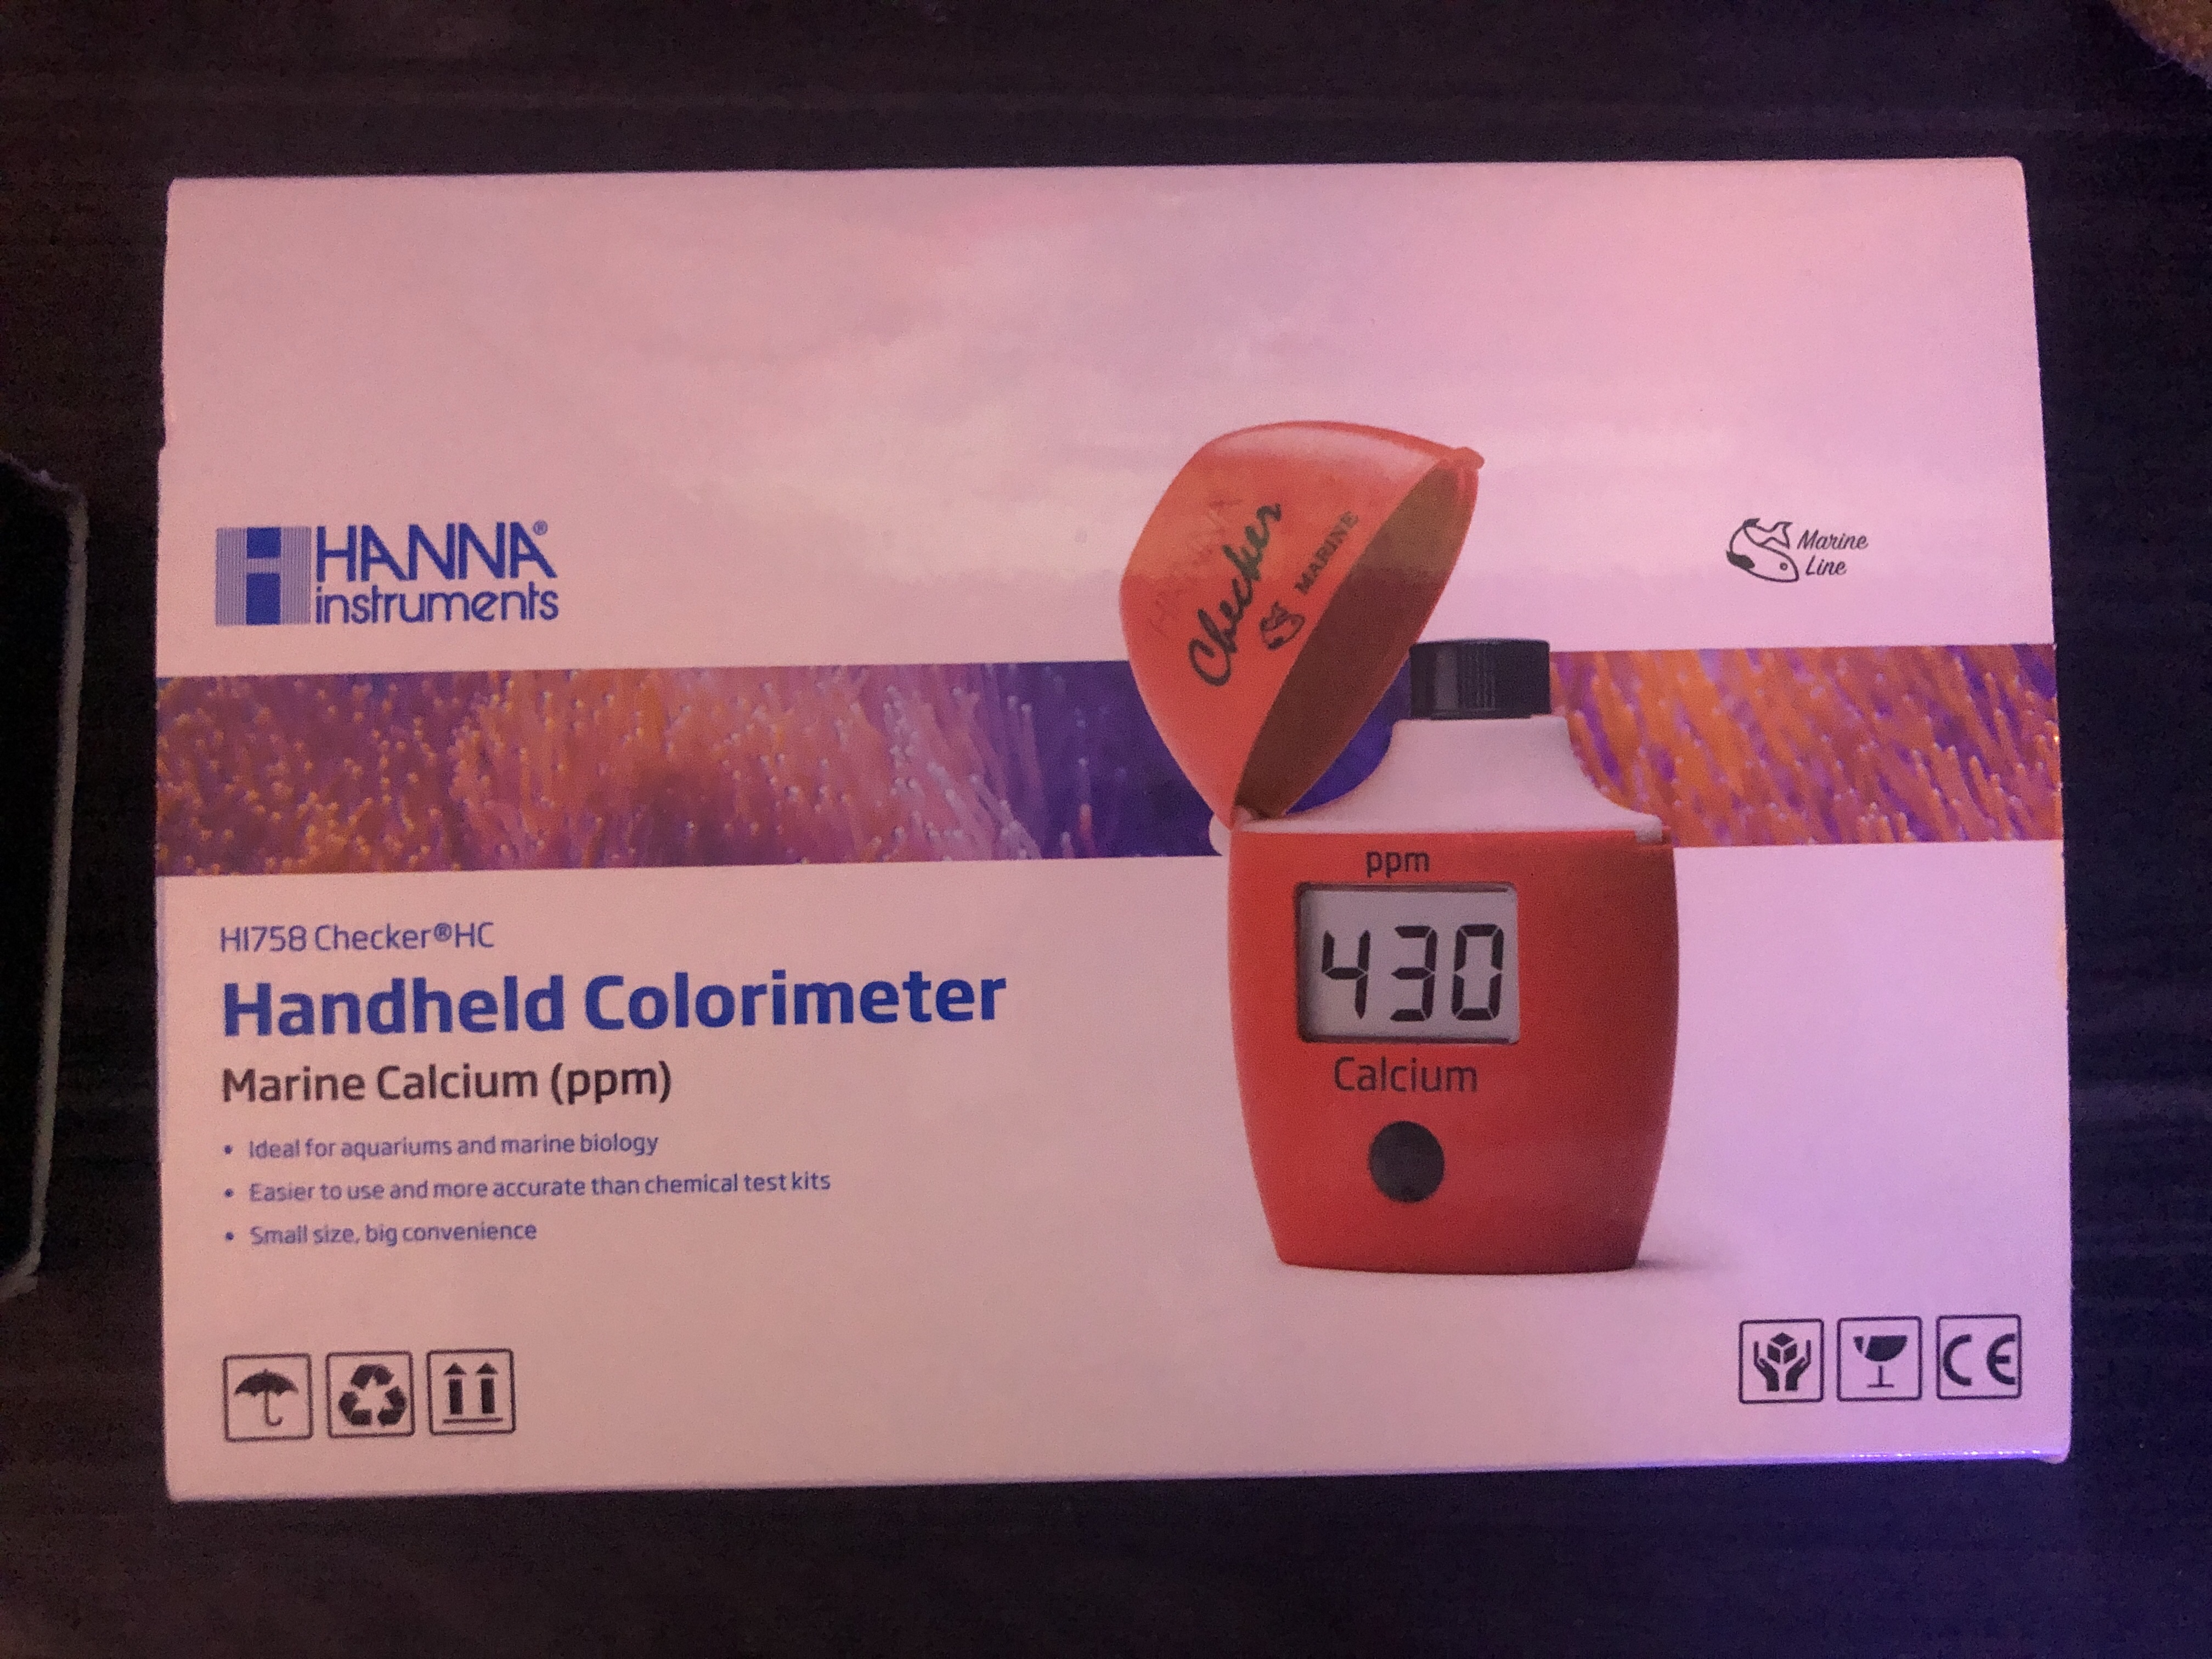 HANNA®
instruments
Checker
MARINE
Marine
Line
ppm
430
Calcium
HI758 Checker®HC
Handheld Colorimeter
Marine Calcium (ppm)
• Ideal for aquariums and marine biology
• Easier to use and more accurate than chemical test kits
• Small size, big convenience
CE